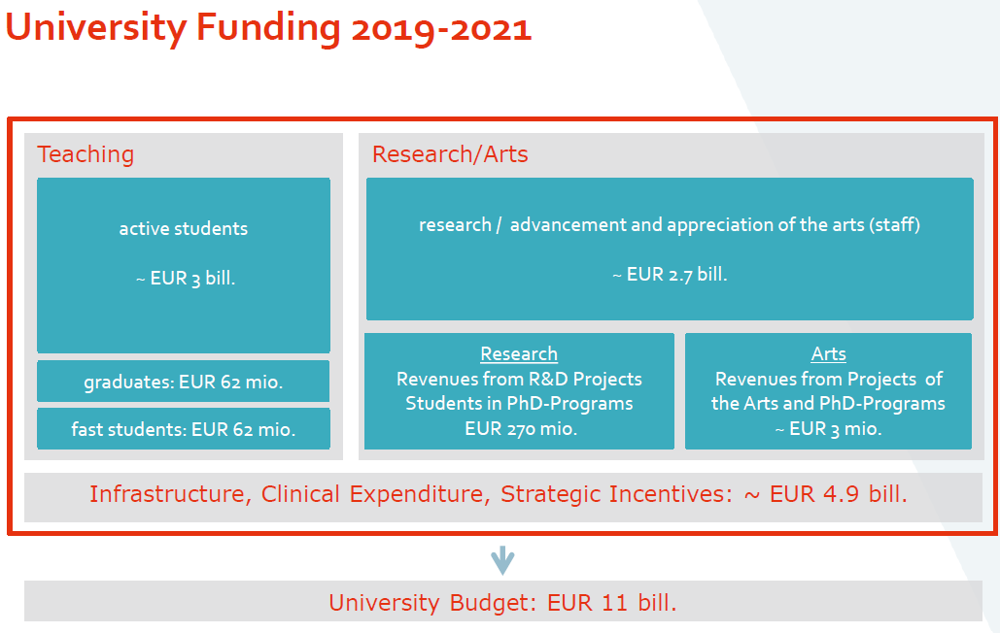 University Funding 2019-2021
Teaching
active students
~ EUR 3 bill.
graduates: EUR 62 mio.
fast students: EUR 62 mio.
Research/Arts
research / advancement and appreciation of the arts (staff)
~ EUR 2.7 bill.
Research
Revenues from R&D Projects
Students in PhD-Programs
EUR 270 mio.
Arts
Revenues from Projects of
the Arts and PhD-Programs
~ EUR 3 mio.
Infrastructure, Clinical Expenditure, Strategic Incentives: ~ EUR 4.9 bill.
University Budget: EUR 11 bill.